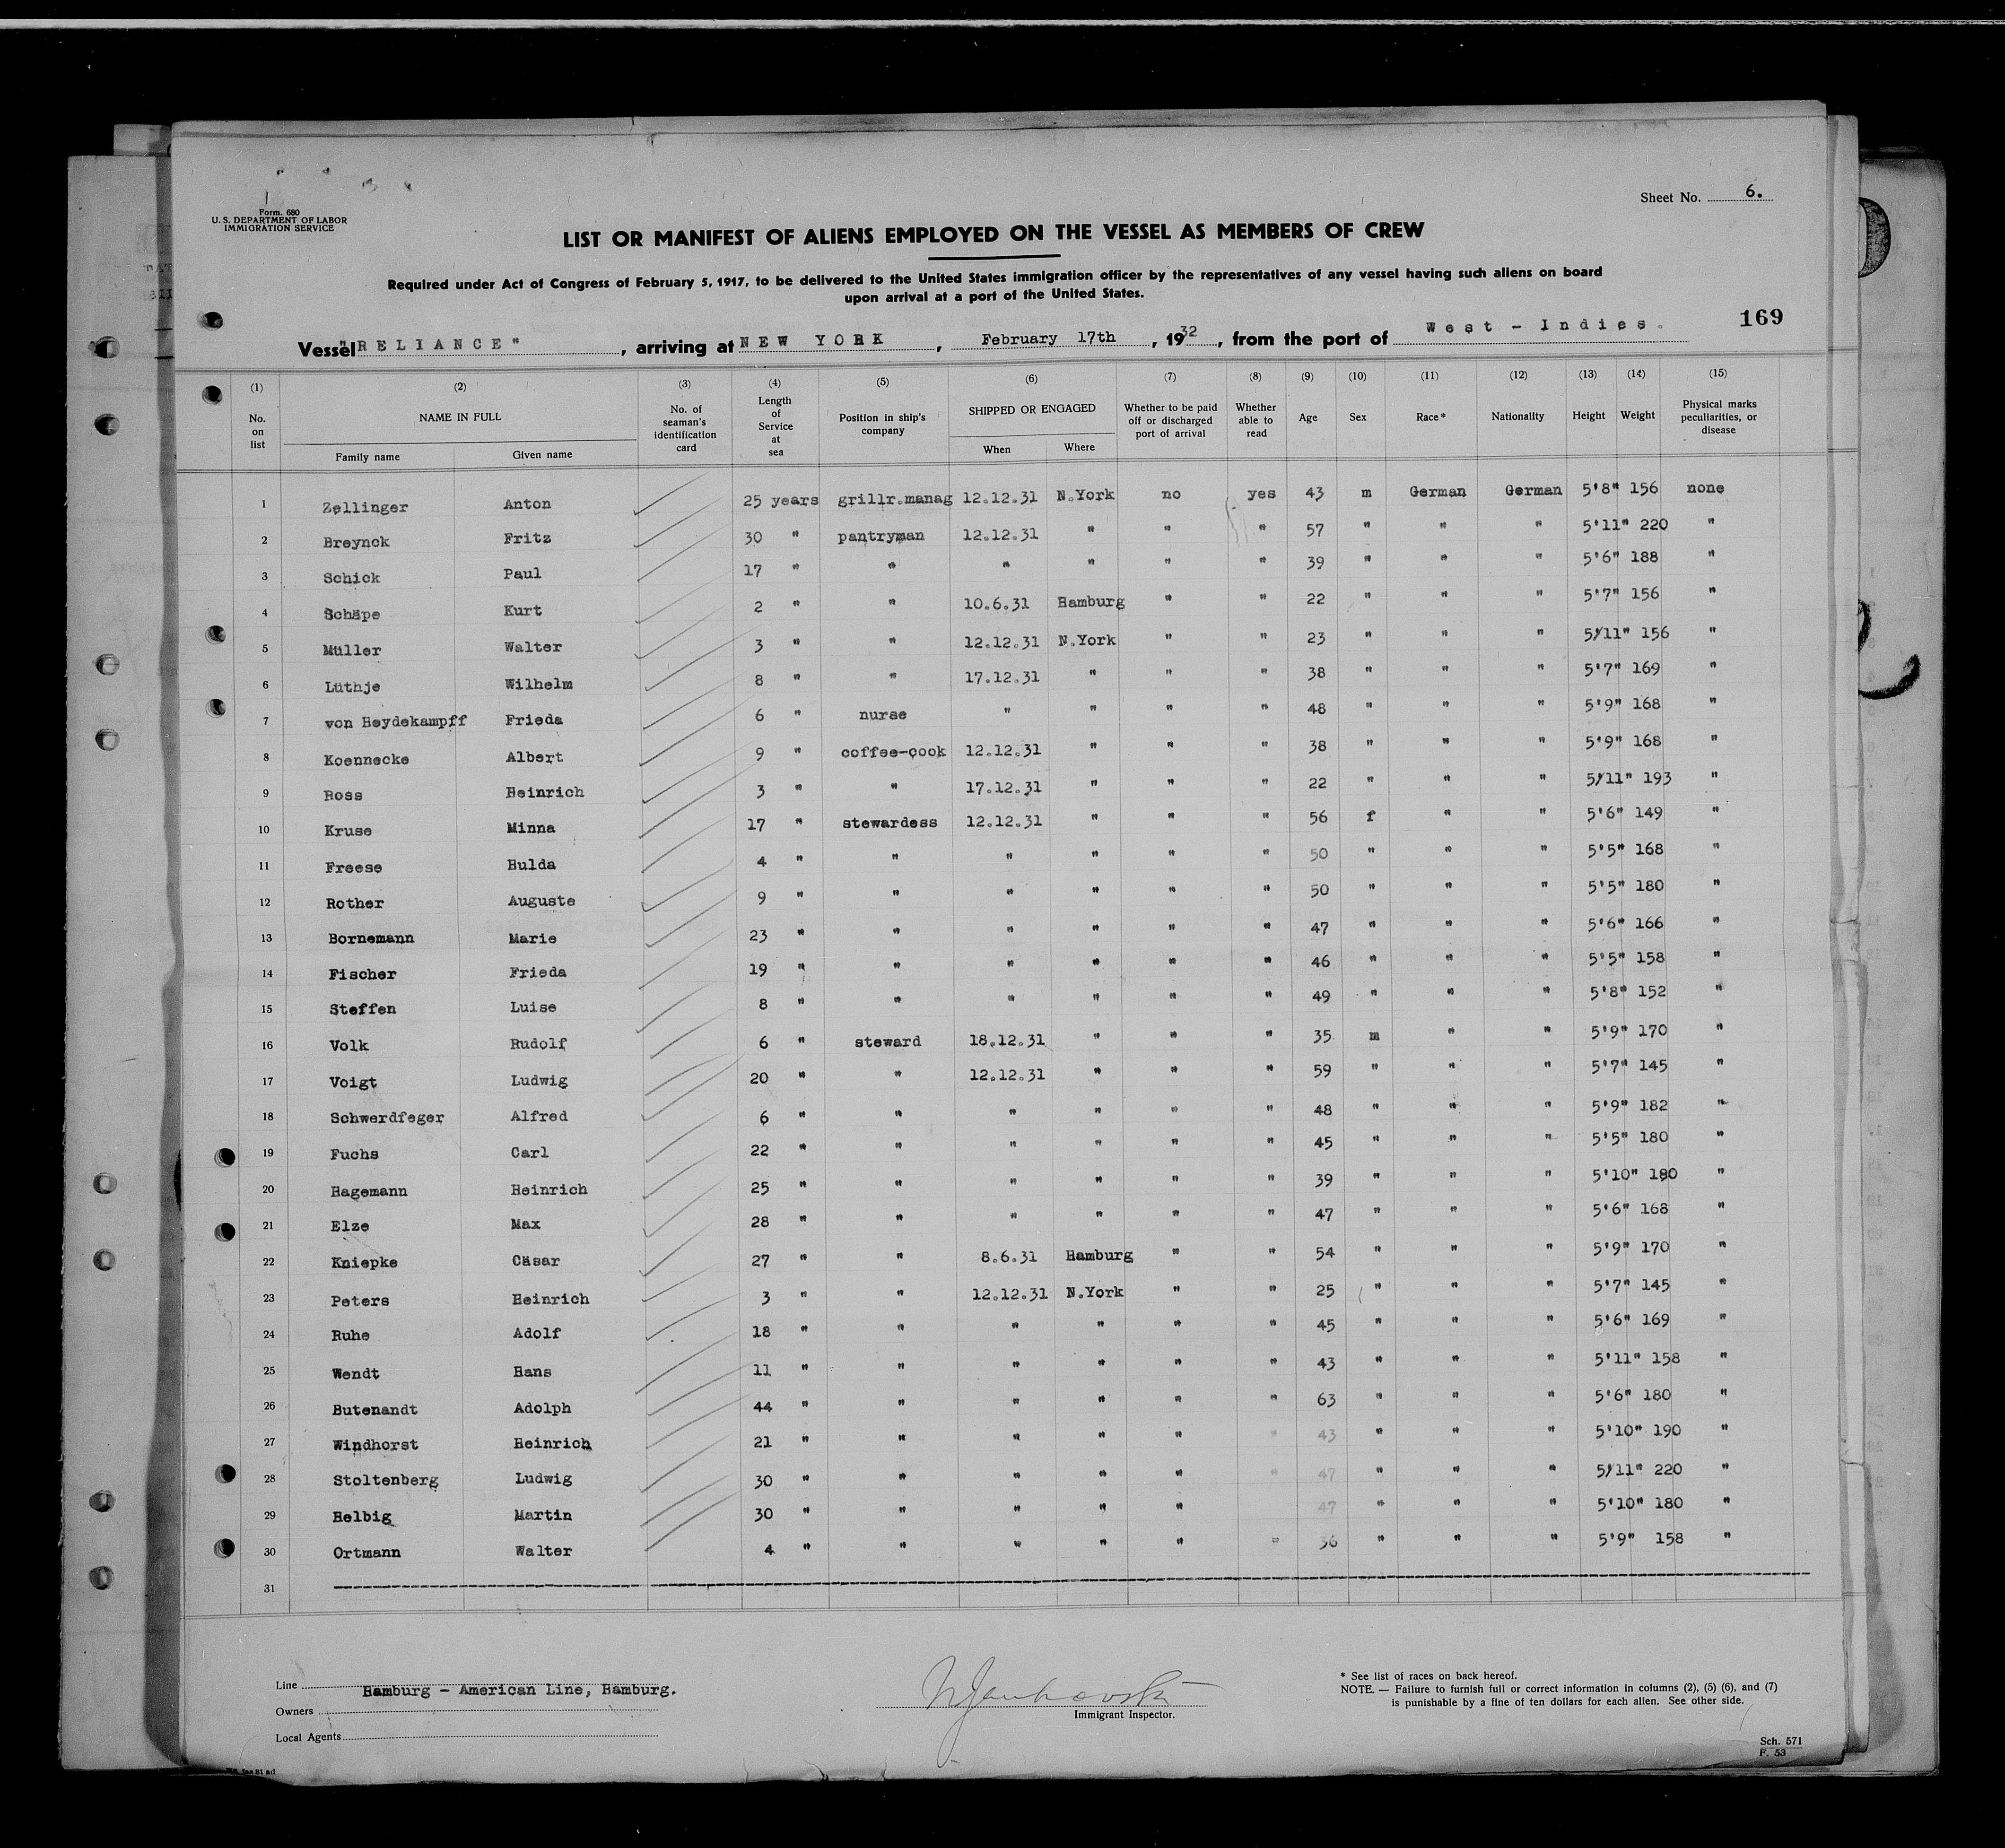 Form. 680
U. S. DEPARTMENT OF LABOR
IMMIGRATION SERVICE
Sheet No. 6.
LIST OR MANIFEST OF ALIENS EMPLOYED ON THE VESSEL AS MEMBERS OF CREW
Required under Act of Congress of February 5, 1917, to be delivered to the United States immigration officer by the representatives of any vessel having such aliens on board
upon arrival at a port of the United States.
169
Vessel "RELIANCE", arriving at NEW YORK, February 17th, 1932, from the port of West - Indies.
(1) (2) (3) (4) (5) (6) (7) (8) (9) (10) (11) (12) (13) (14) (15)
No. on list NAME IN FULL Family name Given name No. of seaman's identification card Length of Service at sea Position in ship's company SHIPPED OR ENGAGED When Where Whether to be paid off or discharged port of arrival Whether able to read Age Sex Race* Nationality Height Weight Physical marks peculiarities, or disease
1 Zellinger Anton 25 years grillr.manag 12.12.31 N.York no yes 43 m German German 5'8" 156 none
2 Breynck Fritz 30 " pantryman 12.12.31 " " " 57 " " " 5'11" 220 "
3 Schick Paul 17 " " " " " " 39 " " " 5'6" 188 "
4 Schäpe Kurt 2 " " 10.6.31 Hamburg " " 22 " " " 5'7" 156 "
5 Müller Walter 3 " " 12.12.31 N.York " " 23 " " " 5'11" 156 "
6 Lüthje Wilhelm 8 " " 17.12.31 " " " 38 " " " 5'7" 169 "
7 von Heydekampff Frieda 6 " nurse " " " " 48 " " " 5'9" 168 "
8 Koennecke Albert 9 " coffee-cook 12.12.31 " " " 38 " " " 5'9" 168 "
9 Ross Heinrich 3 " " 17.12.31 " " " 22 " " " 5'11" 193 "
10 Kruse Minna 17 " stewardess 12.12.31 " " " 56 f " " 5'6" 149 "
11 Freese Hulda 4 " " " " " " 50 " " " 5'5" 168 "
12 Rother Auguste 9 " " " " " " 50 " " " 5'5" 180 "
13 Bornemann Marie 23 " " " " " " 47 " " " 5'6" 166 "
14 Fischer Frieda 19 " " " " " " 46 " " " 5'5" 158 "
15 Steffen Luise 8 " " " " " " 49 " " " 5'8" 152 "
16 Volk Rudolf 6 " steward 18.12.31 " " " 35 m " " 5'9" 170 "
17 Voigt Ludwig 20 " " 12.12.31 " " " 59 " " " 5'7" 145 "
18 Schwerdfeger Alfred 6 " " " " " " 48 " " " 5'9" 182 "
19 Fuchs Carl 22 " " " " " " 45 " " " 5'5" 180 "
20 Hagemann Heinrich 25 " " " " " " 39 " " " 5'10" 180 "
21 Elze Max 28 " " " " " " 47 " " " 5'6" 168 "
22 Kniepke Cäsar 27 " " 8.6.31 Hamburg " " 54 " " " 5'9" 170 "
23 Peters Heinrich 3 " " 12.12.31 N.York " " 25 " " " 5'7" 145 "
24 Ruhe Adolf 18 " " " " " " 45 " " " 5'6" 169 "
25 Wendt Hans 11 " " " " " " 43 " " " 5'11" 158 "
26 Butenandt Adolph 44 " " " " " " 63 " " " 5'6" 180 "
27 Windhorst Heinrich 21 " " " " " " 43 " " " 5'10" 190 "
28 Stoltenberg Ludwig 30 " " " " " " 47 " " " 5'11" 220 "
29 Helbig Martin 30 " " " " " 47 " " " 5'10" 180 "
30 Ortmann Walter 4 " " " " " " 36 " " " 5'9" 158 "
31
Line Hamburg - American Line, Hamburg.
Owners
Local Agents
Immigrant Inspector.
* See list of races on back hereof.
NOTE. — Failure to furnish full or correct information in columns (2), (5) (6), and (7)
is punishable by a fine of ten dollars for each alien. See other side.
Sch. 571
F. 53